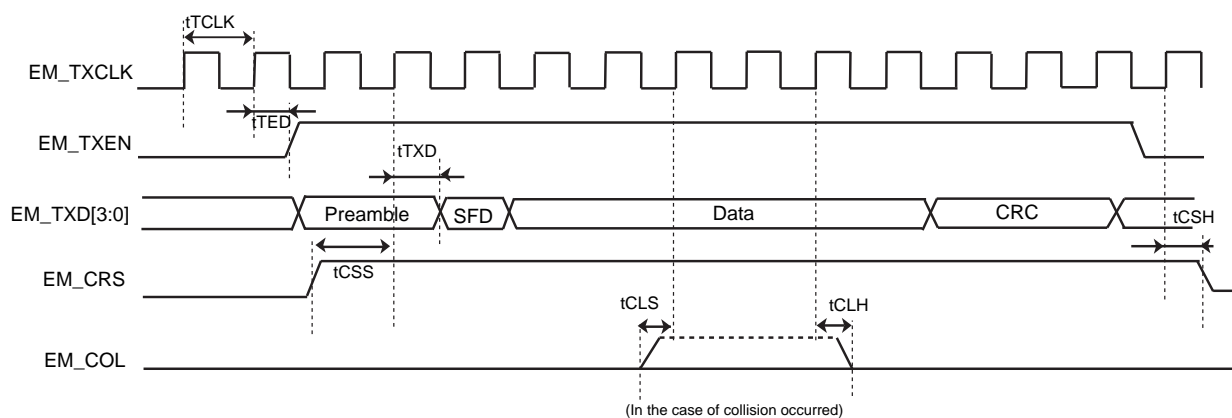 tTCLK
EM_TXCLK
tTED
EM_TXEN
tTXD
EM_TXD[3:0]
Preamble
SFD
Data
CRC
tCSH
tCSS
EM_CRS
tCLS
tCLH
EM_COL
(In the case of collision occurred)